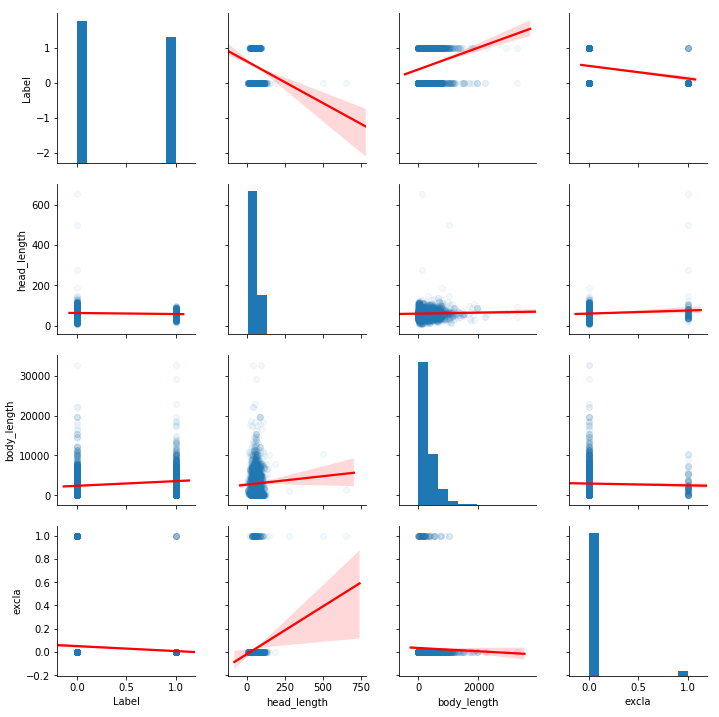 1
0
−1
−2
Label
600
400
200
0
head_length
30000
20000
10000
0
body_length
1.0
0.8
0.6
0.4
0.2
0.0
−0.2
excla
0.0 0.5 1.0
Label
0 250 500 750
head_length
0 20000
body_length
0.0 0.5 1.0
excla